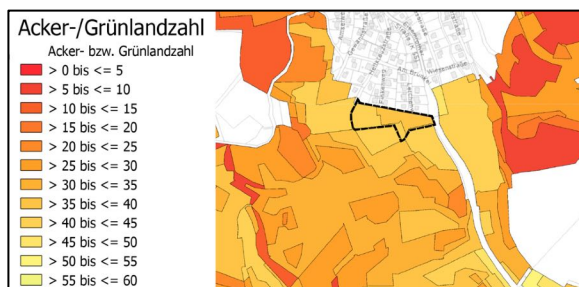 Acker-/Grünlandzahl
Acker- bzw. Grünlandzahl
> 0 bis <= 5
> 5 bis <= 10
> 10 bis <= 15
> 15 bis <= 20
> 20 bis <= 25
> 25 bis <= 30
> 30 bis <= 35
> 35 bis <= 40
> 40 bis <= 45
> 45 bis <= 50
> 50 bis <= 55
> 55 bis <= 60
Wiesenstraße